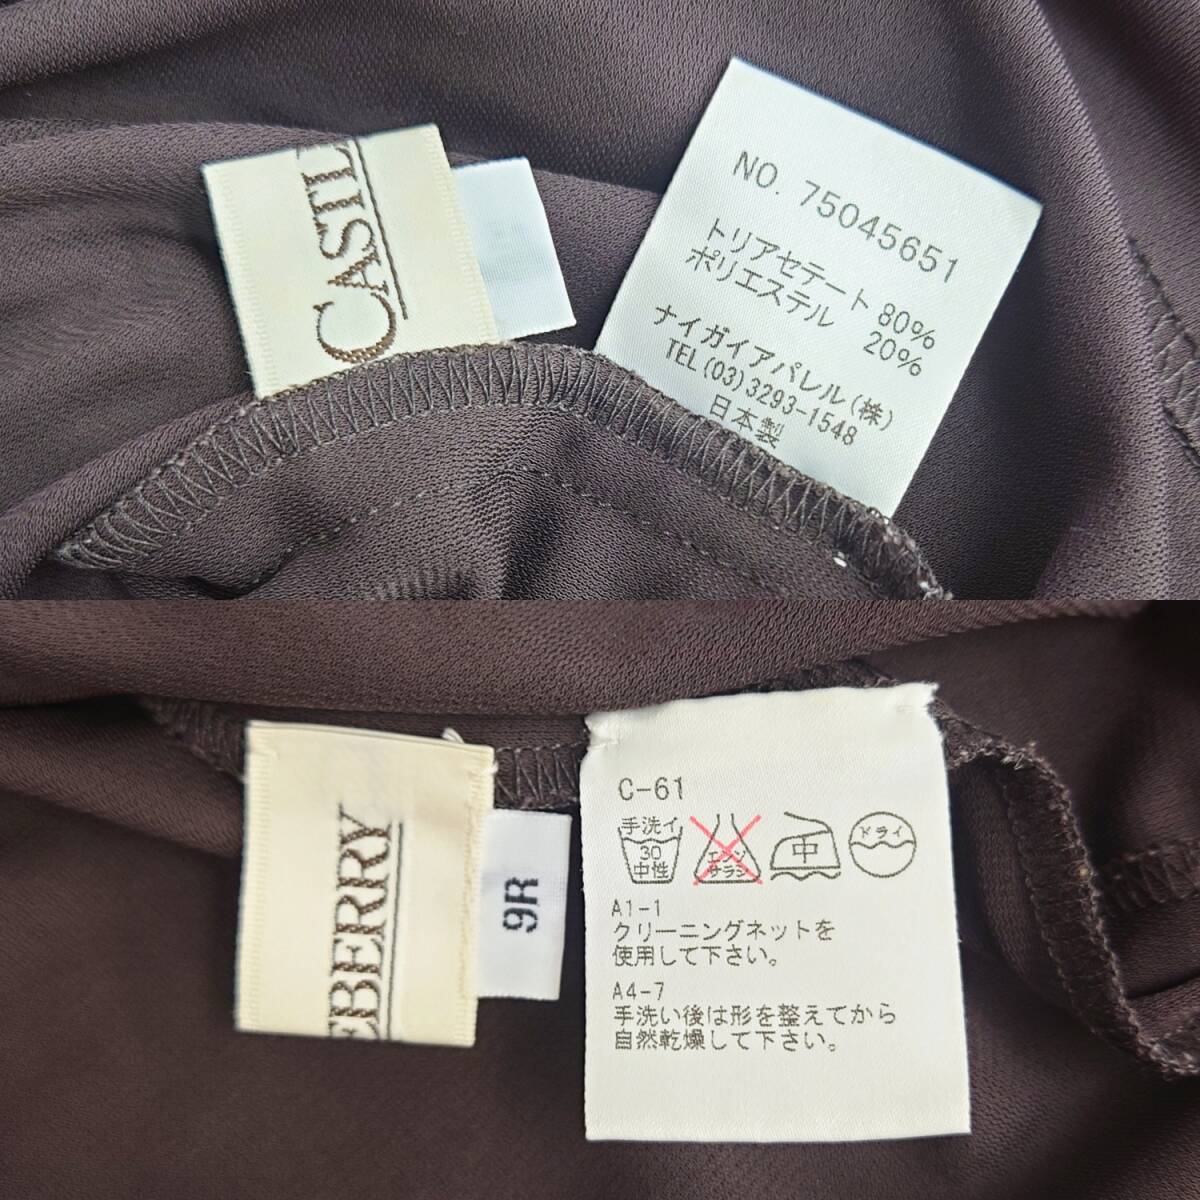 CASTL
NO. 75045651
トリアセテート 80%
ポリエステル 20%
ナイガイアパレル(株)
TEL(03)3293-1548
日本製
EBERRY
9R
C-61
手洗イ
30
中性
エンソ
サラシ
中
ドライ
A1-1
クリーニングネットを
使用して下さい。
A4-7
手洗い後は形を整えてから
自然乾燥して下さい。